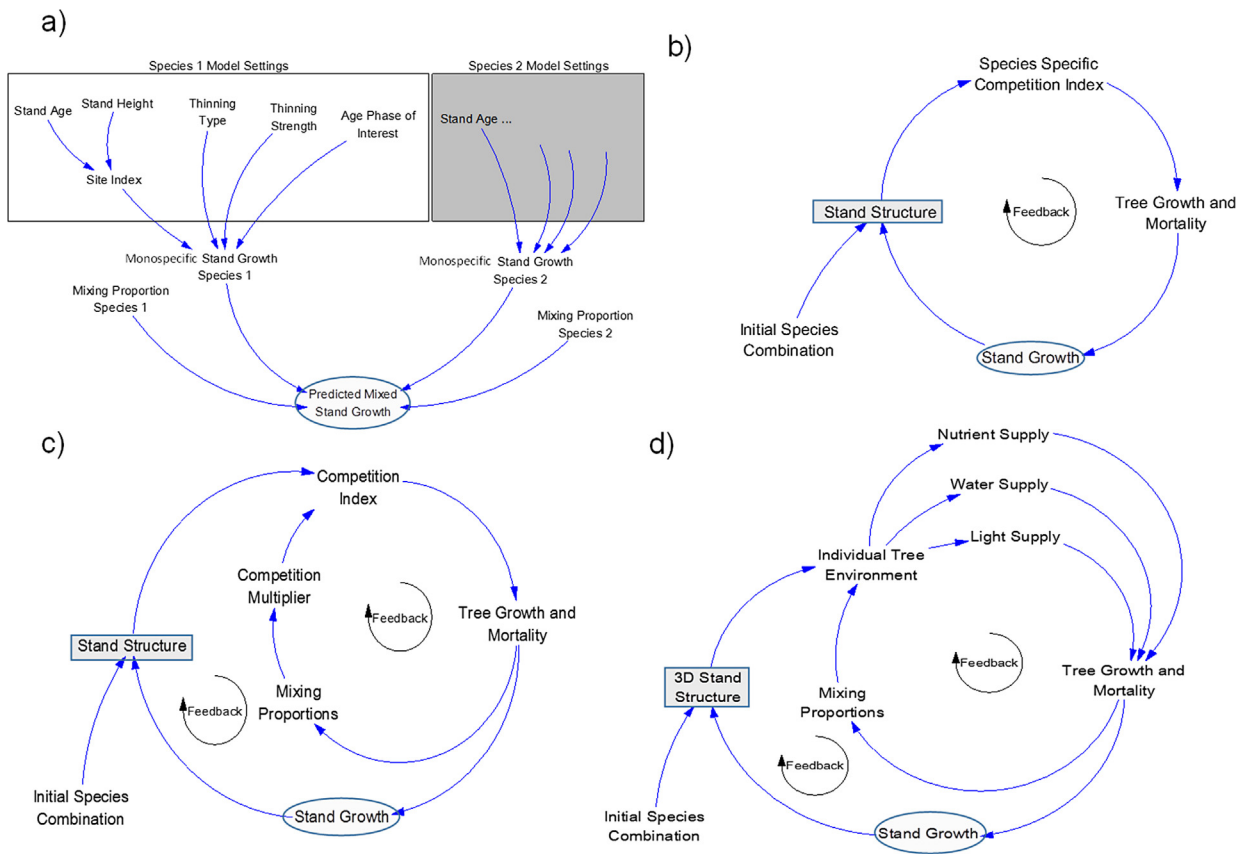 a)
Species 1 Model Settings
Species 2 Model Settings
Stand Age
Stand Height
Thinning
Type
Thinning
Strength
Age Phase of
Interest
Stand Age ...
Site Index
Monospecific Stand Growth
Species 1
Monospecific Stand Growth
Species 2
Mixing Proportion
Species 1
Mixing Proportion
Species 2
Predicted Mixed
Stand Growth
b)
Species Specific
Competition Index
Stand Structure
Feedback
Tree Growth and
Mortality
Initial Species
Combination
Stand Growth
c)
Competition
Index
Competition
Multiplier
Feedback
Tree Growth and
Mortality
Stand Structure
Mixing
Proportions
Feedback
Initial Species
Combination
Stand Growth
d)
Nutrient Supply
Water Supply
Light Supply
Individual Tree
Environment
Feedback
Tree Growth and
Mortality
3D Stand
Structure
Mixing
Proportions
Feedback
Initial Species
Combination
Stand Growth